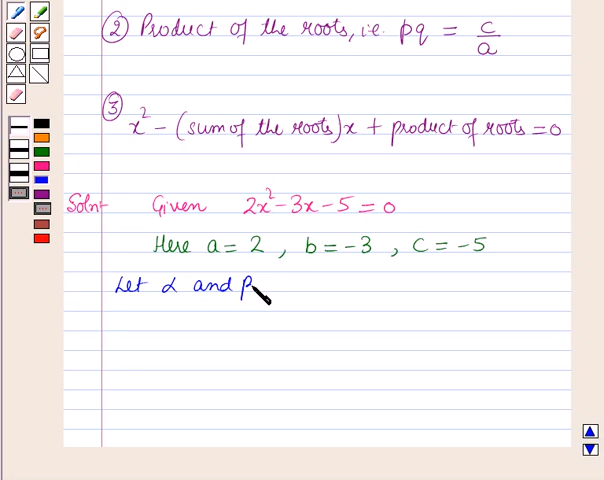 ② Product of the roots, i.e. pq = c/a
③ x² - (sum of the roots)x + product of roots = 0
Soln: Given 2x² - 3x - 5 = 0
Here a = 2 , b = -3 , c = -5
Let α and β